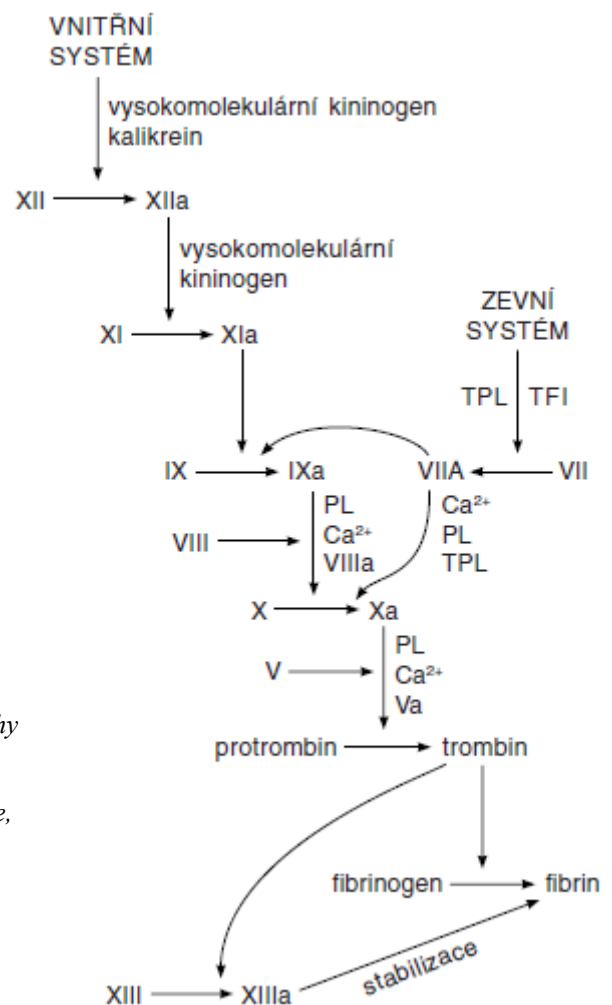 VNITŘNÍ
SYSTÉM
vysokomolekulární kininogen
kalikrein
XII
XIIa
vysokomolekulární
kininogen
ZEVNÍ
SYSTÉM
XI
XIa
TPL
TFI
IX
IXa
VIIA
VII
PL
Ca²⁺
VIIIa
VIII
Ca²⁺
PL
TPL
X
Xa
PL
Ca²⁺
Va
V
hy
protrombin
trombin
e,
fibrinogen
fibrin
stabilizace
XIII
XIIIa